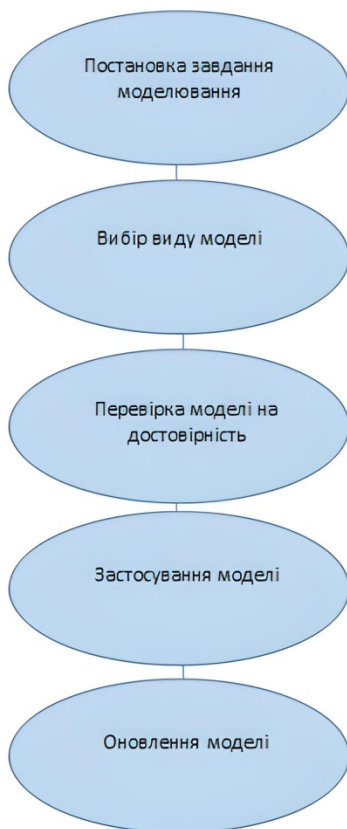 Постановка завдання
моделювання
Вибір виду моделі
Перевірка моделі на
достовірність
Застосування моделі
Оновлення моделі